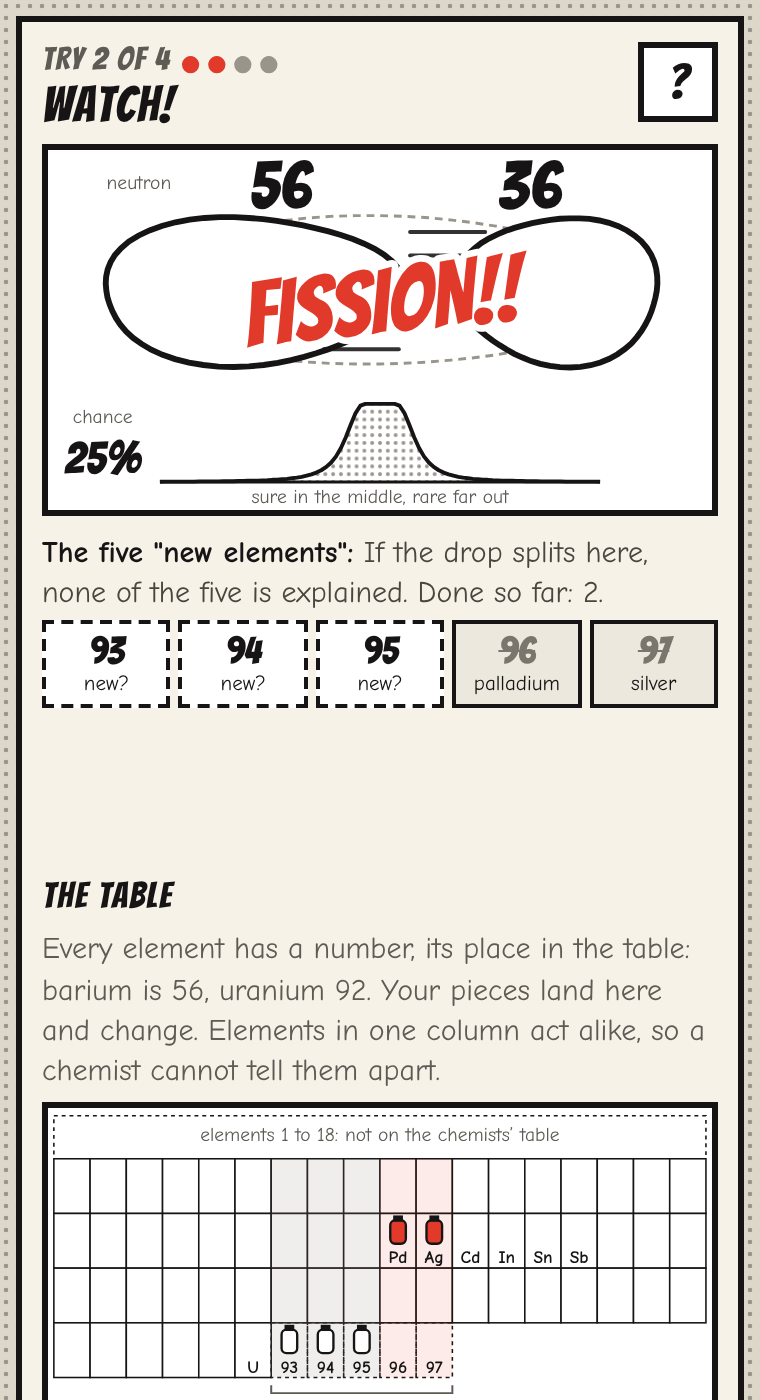 TRY 2 OF 4
WATCH!
?
neutron
56
36
FISSION!!
chance
25%
sure in the middle, rare far out
The five "new elements": If the drop splits here,
none of the five is explained. Done so far: 2.
93 94 95 96 97
new? new? new? palladium silver
THE TABLE
Every element has a number, its place in the table:
barium is 56, uranium 92. Your pieces land here
and change. Elements in one column act alike, so a
chemist cannot tell them apart.
elements 1 to 18: not on the chemists' table
Pd Ag Cd In Sn Sb
U 93 94 95 96 97